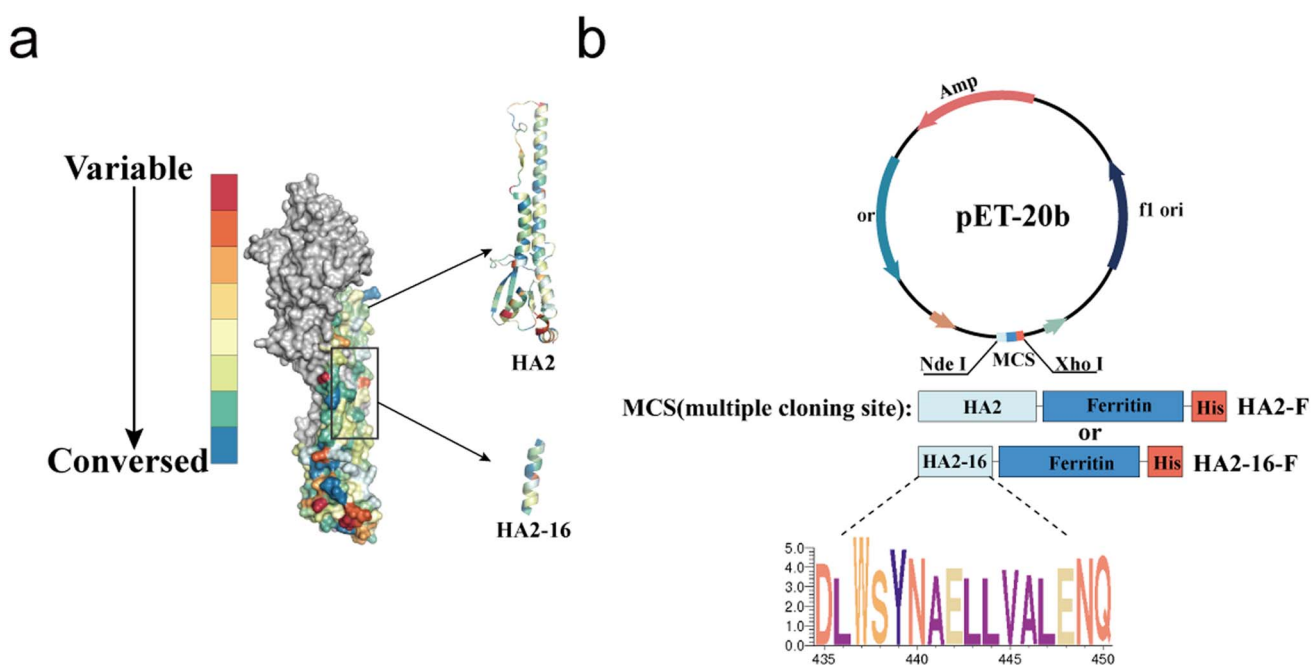 a
Variable
Conversed
HA2
HA2-16
b
Amp
or
pET-20b
f1 ori
Nde I
MCS
Xho I
MCS(multiple cloning site):
HA2
Ferritin
His
HA2-F
or
HA2-16
Ferritin
His
HA2-16-F
5.0
4.0
3.0
2.0
1.0
0.0
DLWSYNAELLVALENQ
435
440
445
450